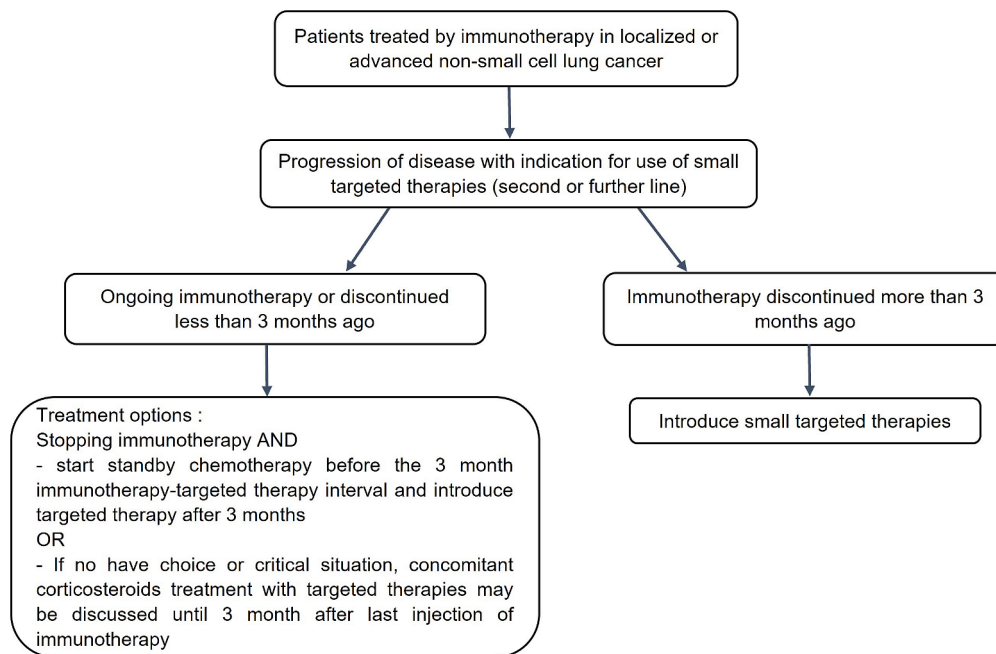 Patients treated by immunotherapy in localized or
advanced non-small cell lung cancer
Progression of disease with indication for use of small
targeted therapies (second or further line)
Ongoing immunotherapy or discontinued
less than 3 months ago
Immunotherapy discontinued more than 3
months ago
Treatment options :
Stopping immunotherapy AND
- start standby chemotherapy before the 3 month
immunotherapy-targeted therapy interval and introduce
targeted therapy after 3 months
OR
- If no have choice or critical situation, concomitant
corticosteroids treatment with targeted therapies may
be discussed until 3 month after last injection of
immunotherapy
Introduce small targeted therapies